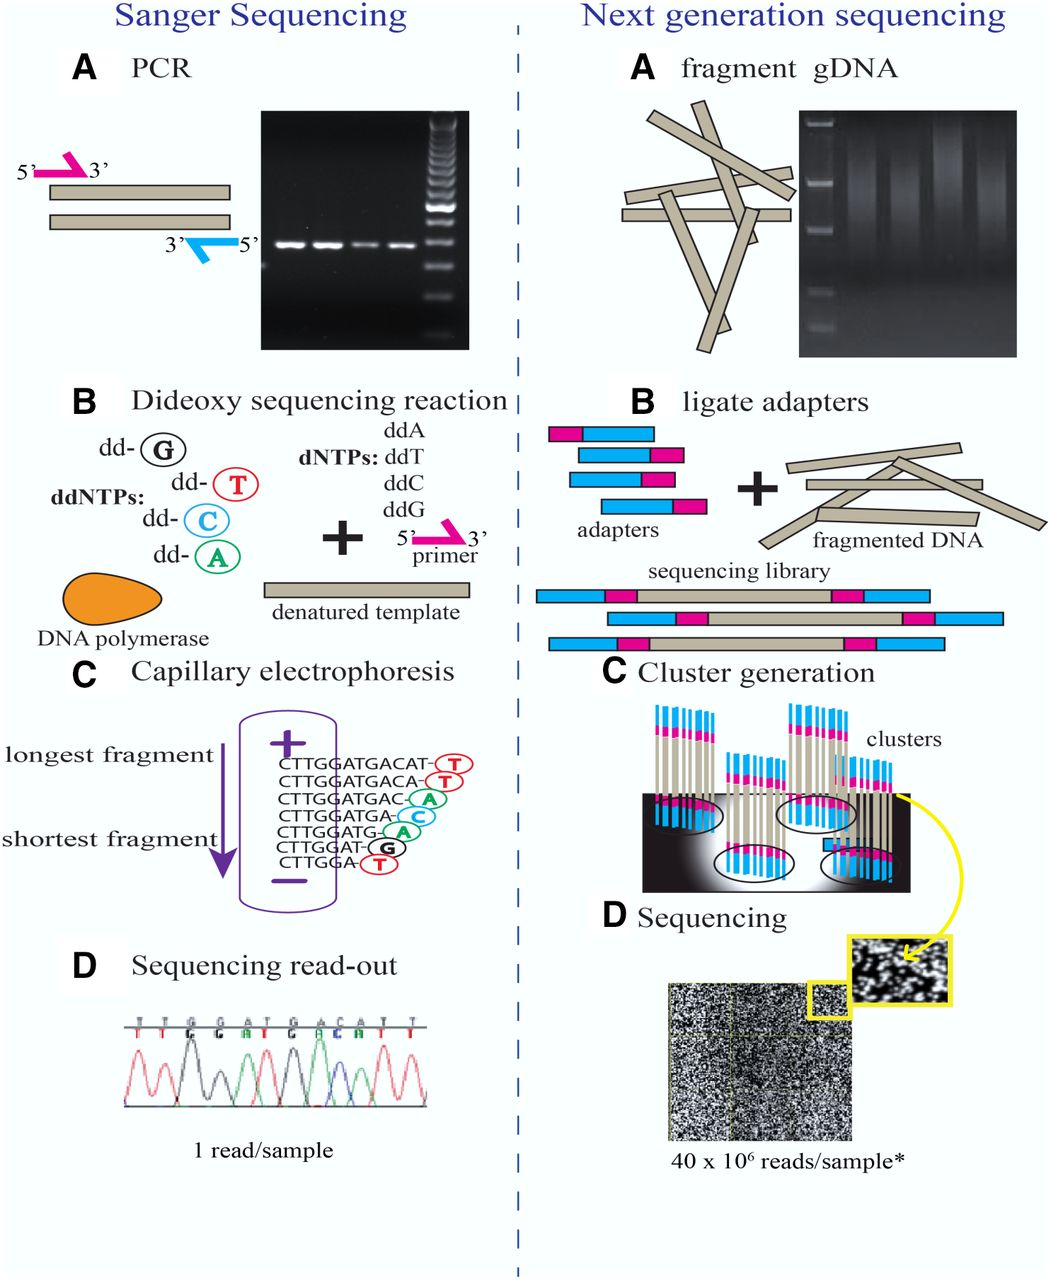 Sanger Sequencing
A PCR
5’ 3’
3’ 5’
B Dideoxy sequencing reaction
dd- G
dd- T
ddNTPs:
dd- C
dd- A
ddA
dNTPs: ddT
ddC
ddG
+
5’ 3’
primer
DNA polymerase
denatured template
C Capillary electrophoresis
longest fragment
shortest fragment
+
CTTGGATGACAT- T
CTTGGATGACA- T
CTTGGATGAC- A
CTTGGATGA- C
CTTGGATG- A
CTTGGAT- G
CTTGGA- T
−
D Sequencing read-out
T T G G A T G A C A T T
T T G G A T G A C A T T
1 read/sample
Next generation sequencing
A fragment gDNA
B ligate adapters
+
adapters
fragmented DNA
sequencing library
C Cluster generation
clusters
D Sequencing
40 x 10⁶ reads/sample*